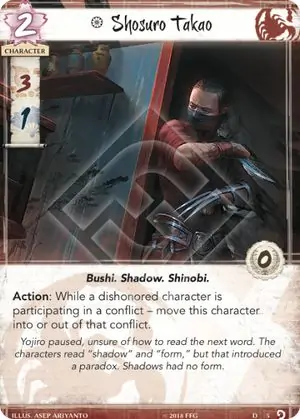 2
Shosuro Takao
CHARACTER
3
1
0
Bushi. Shadow. Shinobi.
Action: While a dishonored character is
participating in a conflict – move this character
into or out of that conflict.
Yojiro paused, unsure of how to read the next word. The
characters read “shadow” and “form,” but that introduced
a paradox. Shadows had no form.
ILLUS. ASEP ARIYANTO © 2018 FFG D 5